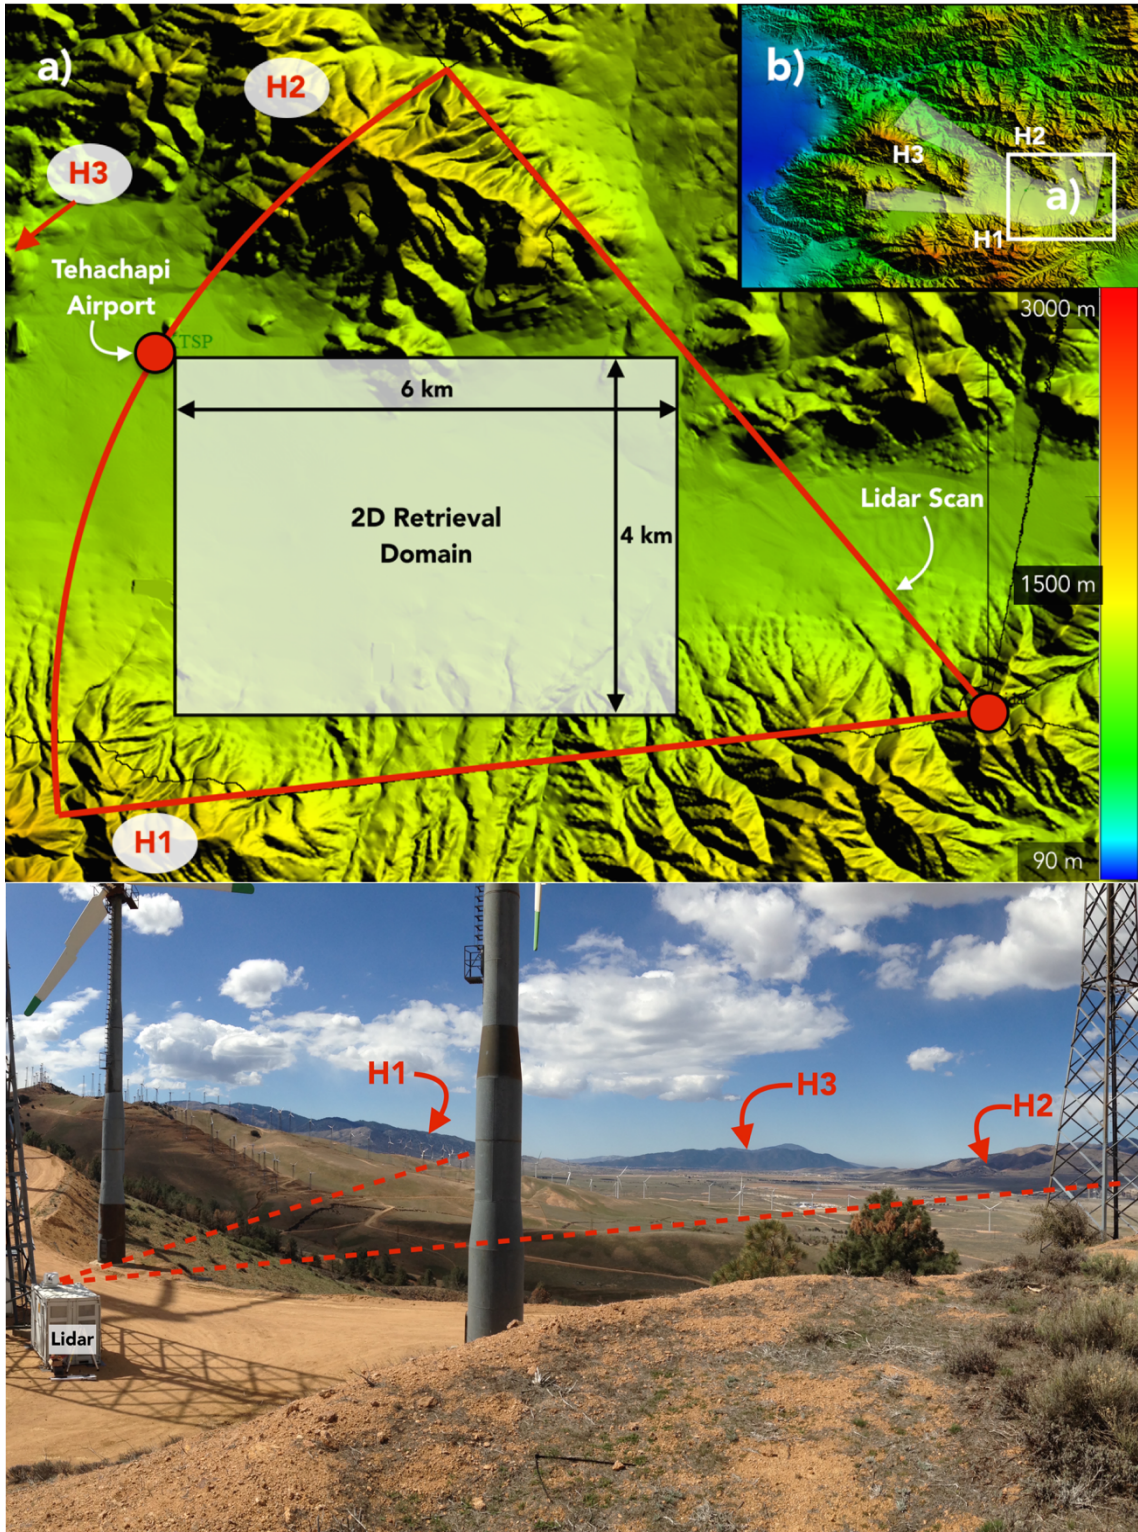 a)
H2
H3
Tehachapi
Airport
TSP
6 km
2D Retrieval
Domain
4 km
Lidar Scan
H1
b)
H2
H3
a)
H1
3000 m
1500 m
90 m
H1
H3
H2
Lidar